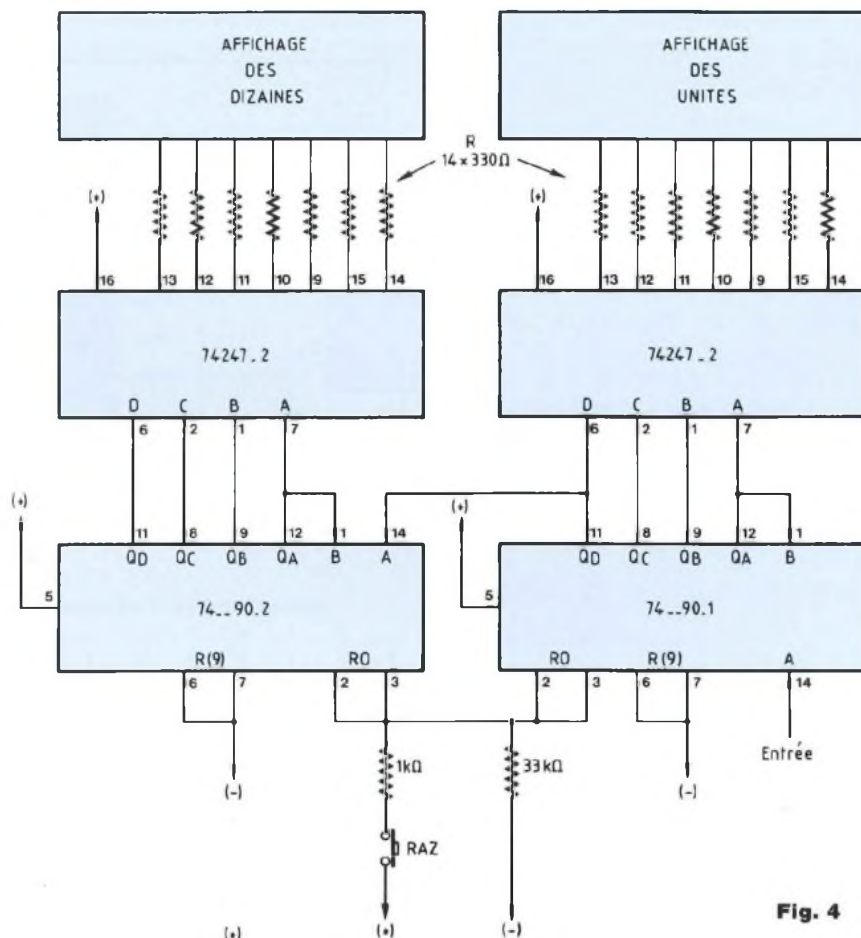 AFFICHAGE
DES
DIZAINES
AFFICHAGE
DES
UNITES
R
14 x 330Ω
(+)
(+)
16 13 12 11 10 9 15 14
16 13 12 11 10 9 15 14
74247_2
74247_2
D C B A
D C B A
6 2 1 7
6 2 1 7
(+)
(+)
11 8 9 12 1 14
11 8 9 12 1
QD QC QB QA B A
QD QC QB QA B
5
5
74__90.2
74__90.1
R(9) RO
RO R(9) A
6 7 2 3
2 3 6 7 14
1kΩ
33kΩ
Entrée
(-)
(-)
RAZ
(+)
(+)
(-)
Fig. 4